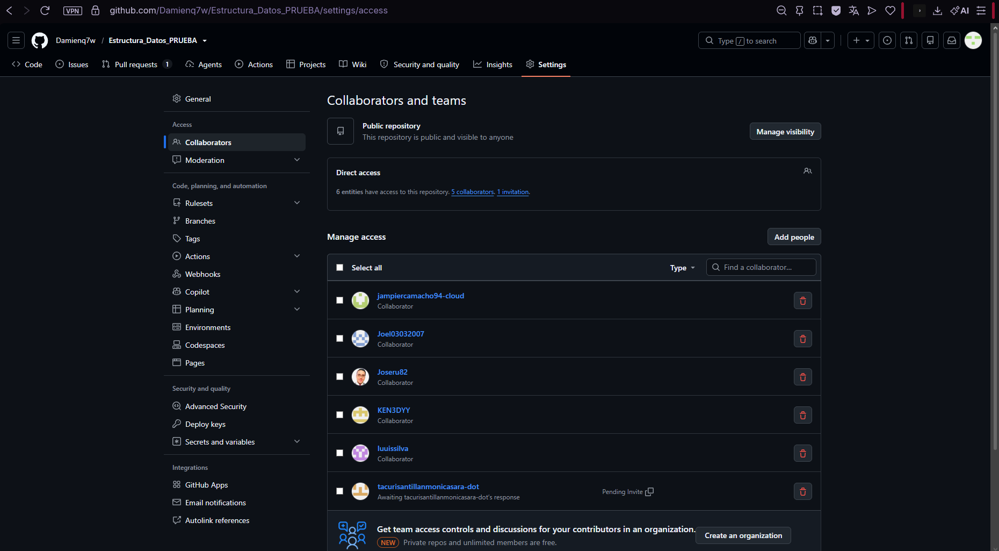 VPN github.com/Damienq7w/Estructura_Datos_PRUEBA/settings/access AI
Damienq7w / Estructura_Datos_PRUEBA Type / to search
Code Issues Pull requests 1 Agents Actions Projects Wiki Security and quality Insights Settings
General
Access
Collaborators
Moderation
Code, planning, and automation
Rulesets
Branches
Tags
Actions
Webhooks
Copilot
Planning
Environments
Codespaces
Pages
Security and quality
Advanced Security
Deploy keys
Secrets and variables
Integrations
GitHub Apps
Email notifications
Autolink references
Collaborators and teams
Public repository
This repository is public and visible to anyone
Manage visibility
Direct access
6 entities have access to this repository. 5 collaborators. 1 invitation.
Manage access
Add people
Select all Type Find a collaborator...
jampiercamacho94-cloud
Collaborator
Joel03032007
Collaborator
Joseru82
Collaborator
KEN3DYY
Collaborator
luuissilva
Collaborator
tacurisantillanmonicasara-dot
Awaiting tacurisantillanmonicasara-dot's response
Pending Invite
Get team access controls and discussions for your contributors in an organization.
NEW Private repos and unlimited members are free.
Create an organization